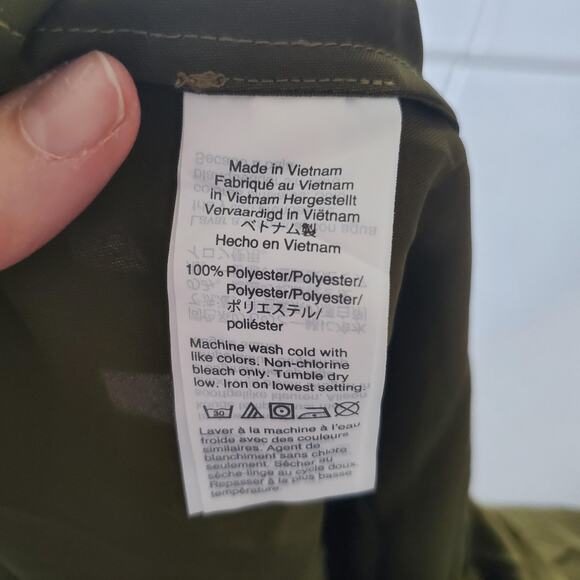 Made in Vietnam
Fabriqué au Vietnam
in Vietnam Hergestellt
Vervaardigd in Viëtnam
ベトナム製
Hecho en Vietnam
100% Polyester/Polyester/
Polyester/Polyester/
ポリエステル/
poliéster
Machine wash cold with
like colors. Non-chlorine
bleach only. Tumble dry
low. Iron on lowest setting.
30
Laver à la machine à l'eau
froide avec des couleurs
similaires. Agent de
blanchiment sans chlore
seulement. Sécher au
sèche-linge au cycle doux.
Repasser à la plus basse
température.